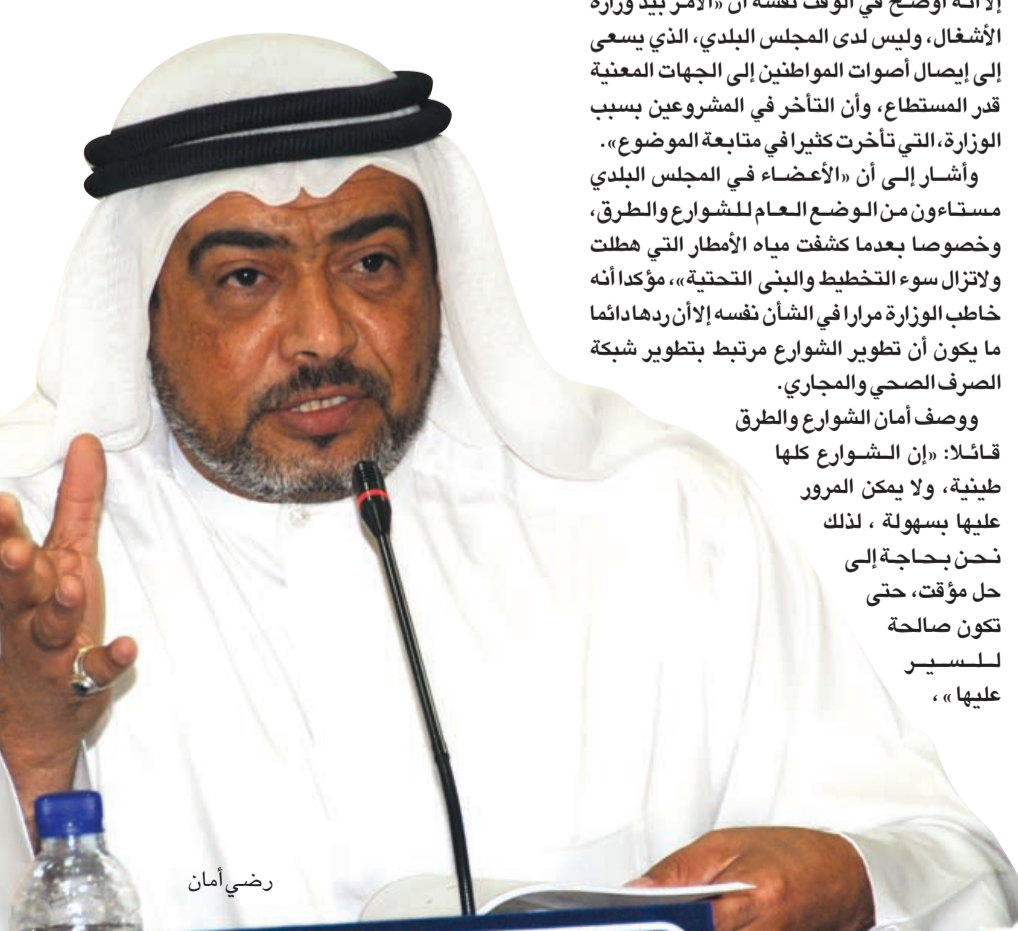 إلا أنه أوضح في الوقت نفسه أن «الأمر بيد وزارة
الأشغال، وليس لدى المجلس البلدي، الذي يسعى
إلى إيصال أصوات المواطنين إلى الجهات المعنية
قدر المستطاع، وأن التأخر في المشروعين بسبب
الوزارة، التي تأخرت كثيرا في متابعة الموضوع».
وأشار إلى أن «الأعضاء في المجلس البلدي
مستاءون من الوضع العام للشوارع والطرق،
وخصوصا بعدما كشفت مياه الأمطار التي هطلت
ولاتزال سوء التخطيط والبنى التحتية»، مؤكدا أنه
خاطب الوزارة مرارا في الشأن نفسه إلا أن ردها دائما
ما يكون أن تطوير الشوارع مرتبط بتطوير شبكة
الصرف الصحي والمجاري.
ووصف أمان الشوارع والطرق
قائلا: «إن الشوارع كلها
طينية، ولا يمكن المرور
عليها بسهولة ، لذلك
نحن بحاجة إلى
حل مؤقت، حتى
تكون صالحة
للسير
عليها» ،
رضي أمان